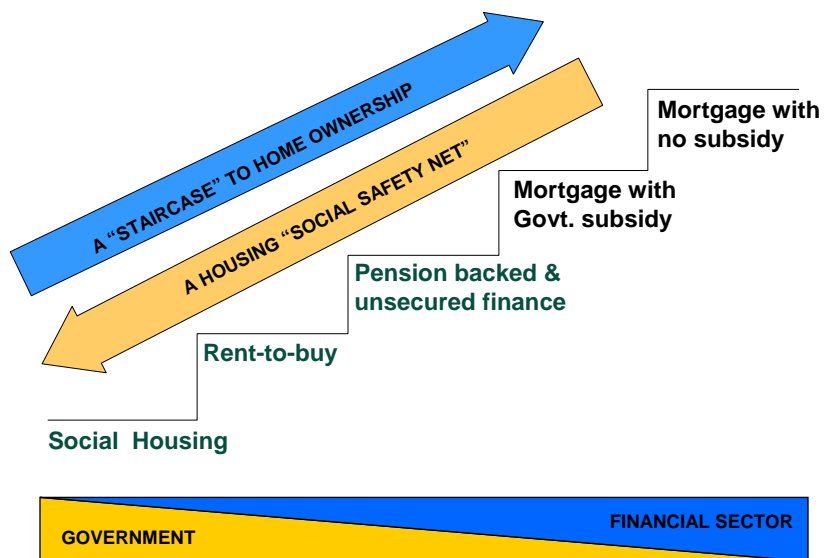 A “STAIRCASE” TO HOME OWNERSHIP
A HOUSING “SOCIAL SAFETY NET”
Mortgage with
no subsidy
Mortgage with
Govt. subsidy
Pension backed &
unsecured finance
Rent-to-buy
Social Housing
FINANCIAL SECTOR
GOVERNMENT